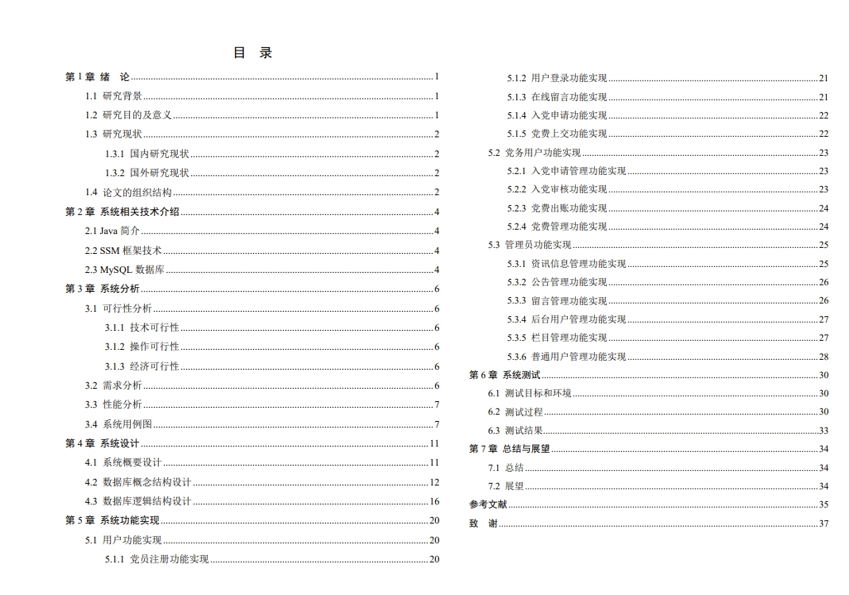 目 录
第 1 章 绪 论 1
1.1 研究背景 1
1.2 研究目的及意义 1
1.3 研究现状 2
1.3.1 国内研究现状 2
1.3.2 国外研究现状 2
1.4 论文的组织结构 2
第 2 章 系统相关技术介绍 4
2.1 Java 简介 4
2.2 SSM 框架技术 4
2.3 MySQL 数据库 4
第 3 章 系统分析 6
3.1 可行性分析 6
3.1.1 技术可行性 6
3.1.2 操作可行性 6
3.1.3 经济可行性 6
3.2 需求分析 6
3.3 性能分析 7
3.4 系统用例图 7
第 4 章 系统设计 11
4.1 系统概要设计 11
4.2 数据库概念结构设计 12
4.3 数据库逻辑结构设计 16
第 5 章 系统功能实现 20
5.1 用户功能实现 20
5.1.1 党员注册功能实现 20
5.1.2 用户登录功能实现 21
5.1.3 在线留言功能实现 21
5.1.4 入党申请功能实现 22
5.1.5 党费上交功能实现 22
5.2 党务用户功能实现 23
5.2.1 入党申请管理功能实现 23
5.2.2 入党审核功能实现 23
5.2.3 党费出账功能实现 24
5.2.4 党费管理功能实现 24
5.3 管理员功能实现 25
5.3.1 资讯信息管理功能实现 25
5.3.2 公告管理功能实现 26
5.3.3 留言管理功能实现 26
5.3.4 后台用户管理功能实现 27
5.3.5 栏目管理功能实现 27
5.3.6 普通用户管理功能实现 28
第 6 章 系统测试 30
6.1 测试目标和环境 30
6.2 测试过程 30
6.3 测试结果 33
第 7 章 总结与展望 34
7.1 总结 34
7.2 展望 34
参考文献 35
致 谢 37